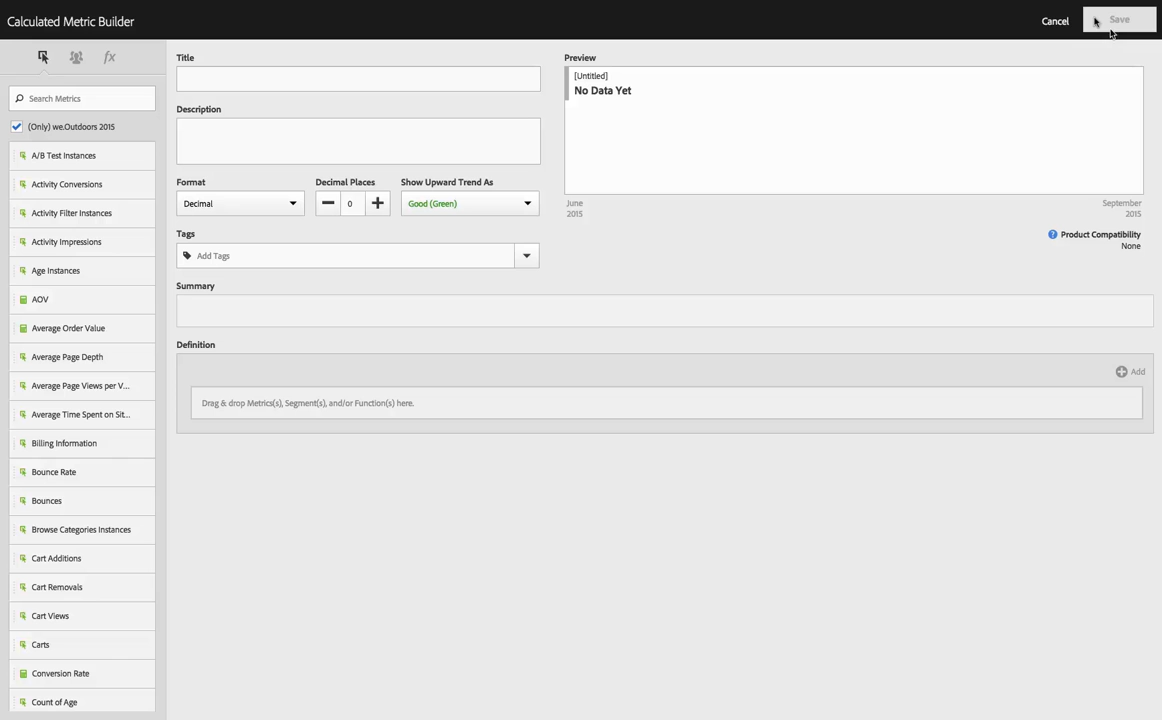 Calculated Metric Builder
Cancel
Save
fx
Search Metrics
(Only) we.Outdoors 2015
A/B Test Instances
Activity Conversions
Activity Filter Instances
Activity Impressions
Age Instances
AOV
Average Order Value
Average Page Depth
Average Page Views per V...
Average Time Spent on Sit...
Billing Information
Bounce Rate
Bounces
Browse Categories Instances
Cart Additions
Cart Removals
Cart Views
Carts
Conversion Rate
Count of Age
Title
Description
Format
Decimal Places
Show Upward Trend As
Decimal
0
Good (Green)
Tags
Add Tags
Preview
[Untitled]
No Data Yet
June
2015
September
2015
? Product Compatibility
None
Summary
Definition
Add
Drag & drop Metrics(s), Segment(s), and/or Function(s) here.